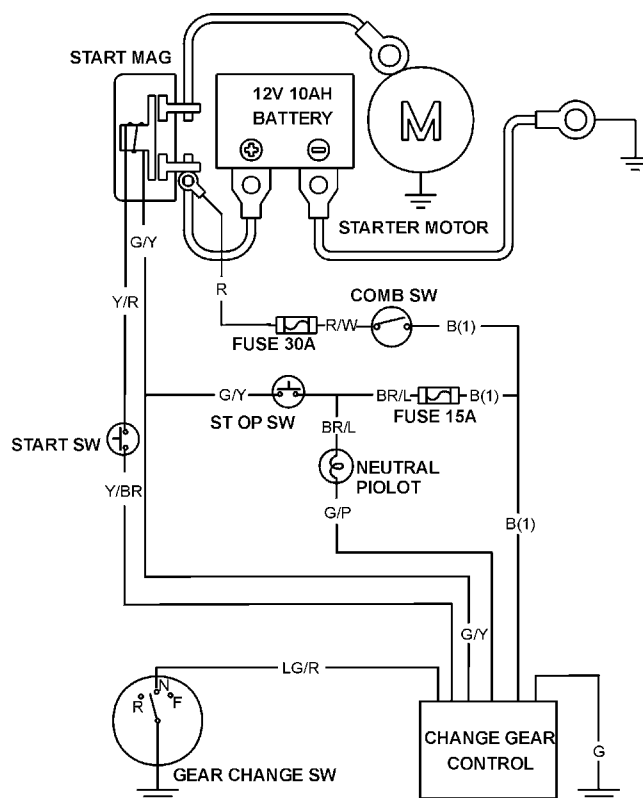 START MAG
12V 10AH
BATTERY
M
STARTER MOTOR
G/Y
Y/R
R
COMB SW
R/W
B(1)
FUSE 30A
G/Y
BR/L
B(1)
ST OP SW
FUSE 15A
START SW
BR/L
NEUTRAL
PIOLOT
Y/BR
G/P
B(1)
G/Y
LG/R
N
R
F
GEAR CHANGE SW
CHANGE GEAR
CONTROL
G